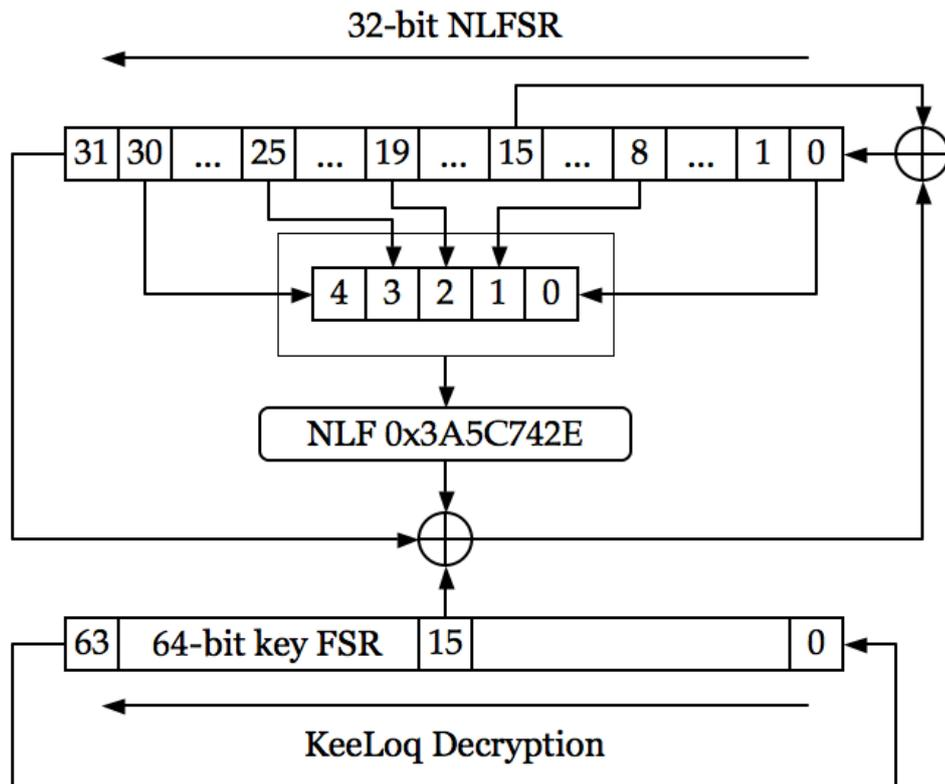 32-bit NLFSR
31 30 ... 25 ... 19 ... 15 ... 8 ... 1 0
4 3 2 1 0
NLF 0x3A5C742E
63 64-bit key FSR 15 0
KeeLoq Decryption